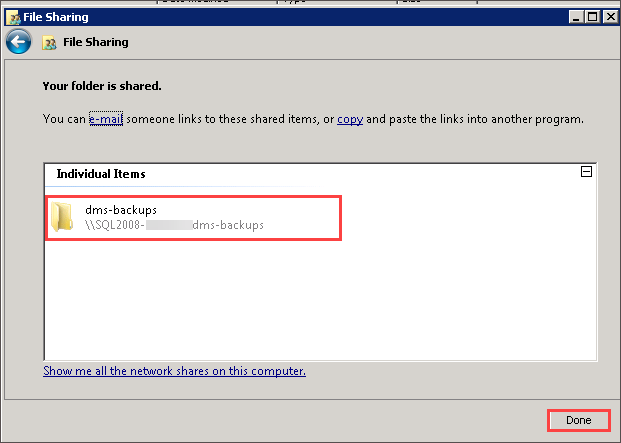 File Sharing
File Sharing
Your folder is shared.
You can e-mail someone links to these shared items, or copy and paste the links into another program.
Individual Items
dms-backups
\\SQL2008- dms-backups
Show me all the network shares on this computer.
Done